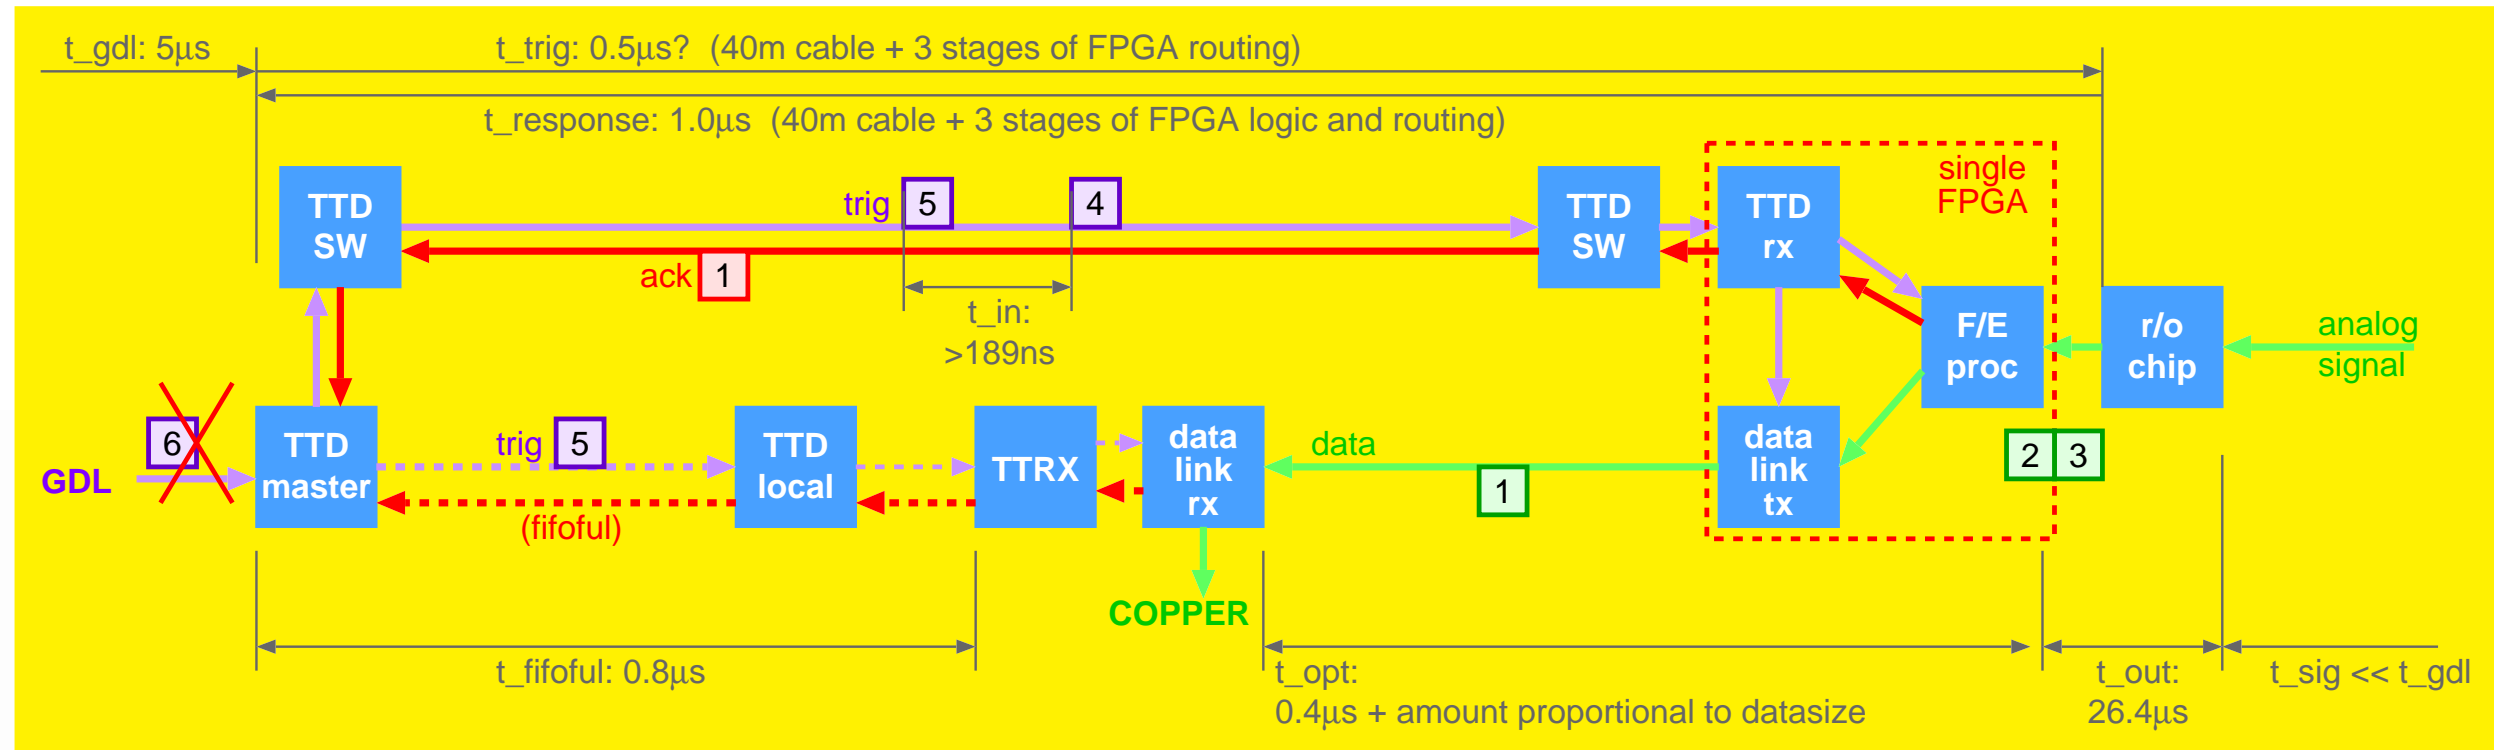 t_gdl: 5μs
t_trig: 0.5μs?  (40m cable + 3 stages of FPGA routing)
t_response: 1.0μs  (40m cable + 3 stages of FPGA logic and routing)
TTD
SW
trig
5
4
ack
1
t_in:
>189ns
TTD
SW
TTD
rx
single
FPGA
F/E
proc
r/o
chip
analog
signal
6
GDL
TTD
master
trig
5
(fifoful)
TTD
local
TTRX
data
link
rx
data
1
data
link
tx
2
3
COPPER
t_fifoful: 0.8μs
t_opt:
0.4μs + amount proportional to datasize
t_out:
26.4μs
t_sig << t_gdl